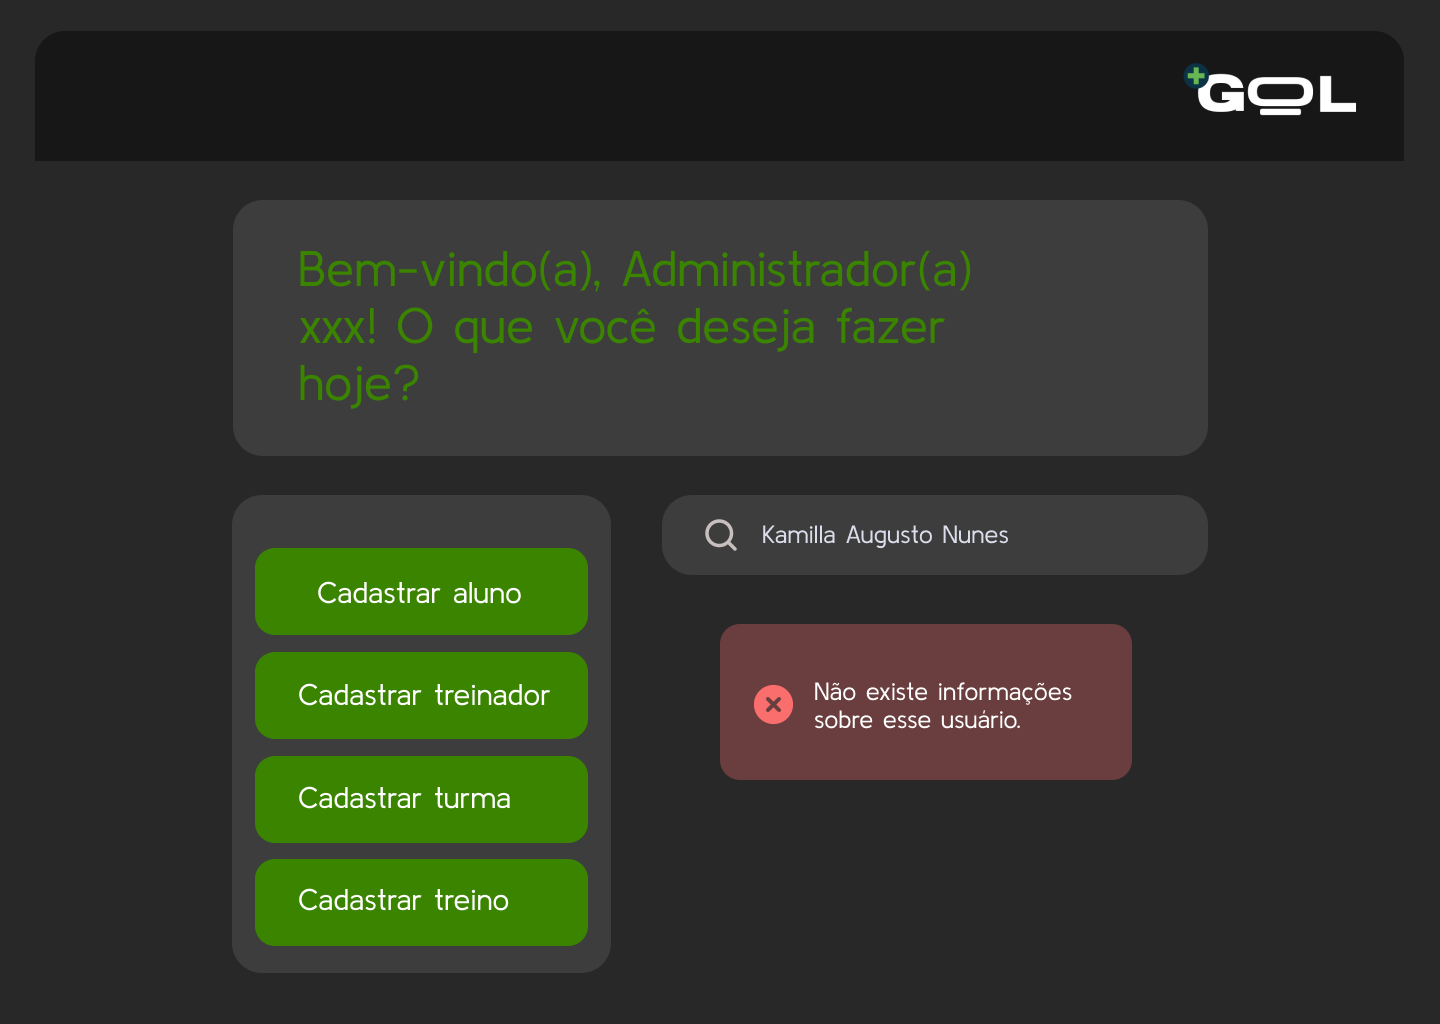 +GOL
Bem-vindo(a), Administrador(a)
xxx! O que você deseja fazer
hoje?
Cadastrar aluno
Cadastrar treinador
Cadastrar turma
Cadastrar treino
Kamilla Augusto Nunes
Não existe informações
sobre esse usuário.